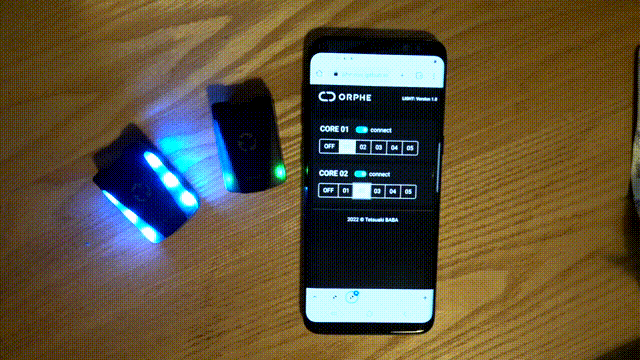 ORPHE
LIGHT: Version 1.0
CORE 01 connect
OFF 02 03 04 05
CORE 02 connect
OFF 01 03 04 05
2022 © Tetsuaki BABA